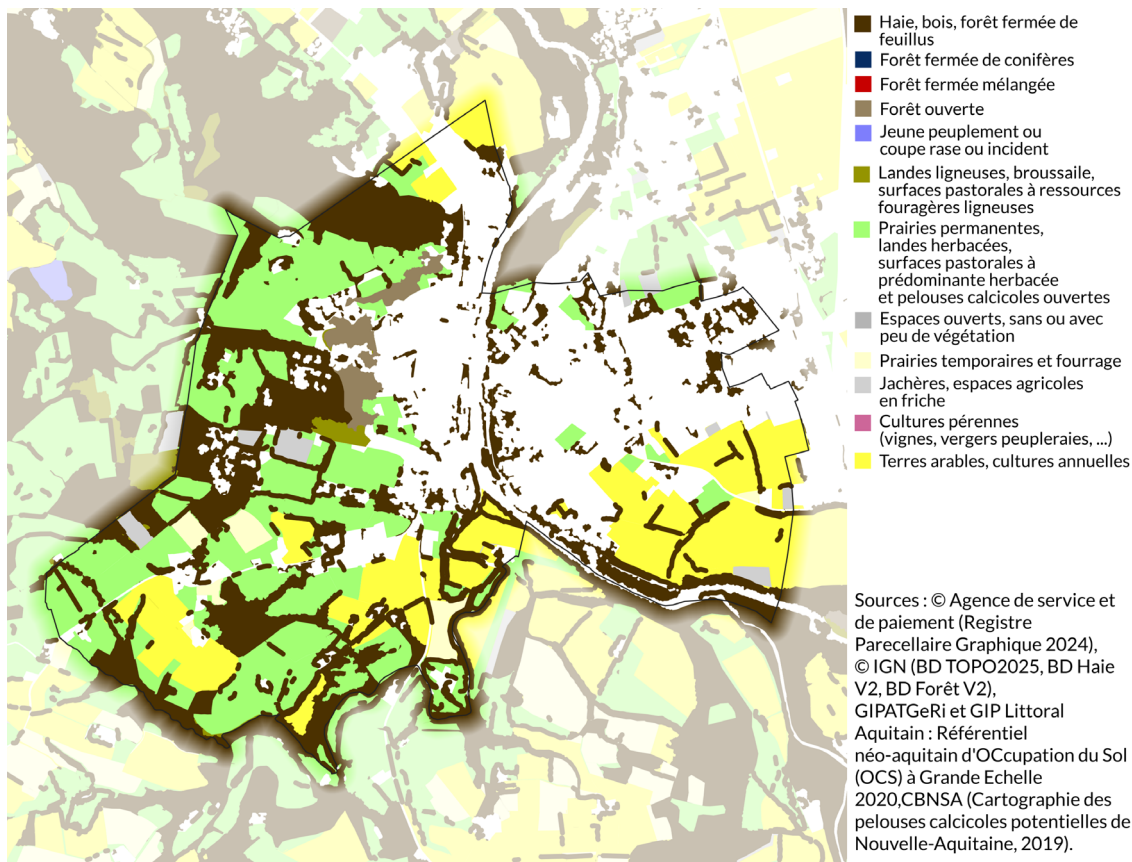 Haie, bois, forêt fermée de
feuillus
Forêt fermée de conifères
Forêt fermée mélangée
Forêt ouverte
Jeune peuplement ou
coupe rase ou incident
Landes ligneuses, broussaille,
surfaces pastorales à ressources
fouragères ligneuses
Prairies permanentes,
landes herbacées,
surfaces pastorales à
prédominante herbacée
et pelouses calcicoles ouvertes
Espaces ouverts, sans ou avec
peu de végétation
Prairies temporaires et fourrage
Jachères, espaces agricoles
en friche
Cultures pérennes
(vignes, vergers peupleraies, ...)
Terres arables, cultures annuelles
Sources : © Agence de service et
de paiement (Registre
Parecellaire Graphique 2024),
© IGN (BD TOPO2025, BD Haie
V2, BD Forêt V2),
GIPATGeRi et GIP Littoral
Aquitain : Référentiel
néo-aquitain d'OCcupation du Sol
(OCS) à Grande Echelle
2020,CBNSA (Cartographie des
pelouses calcicoles potentielles de
Nouvelle-Aquitaine, 2019).